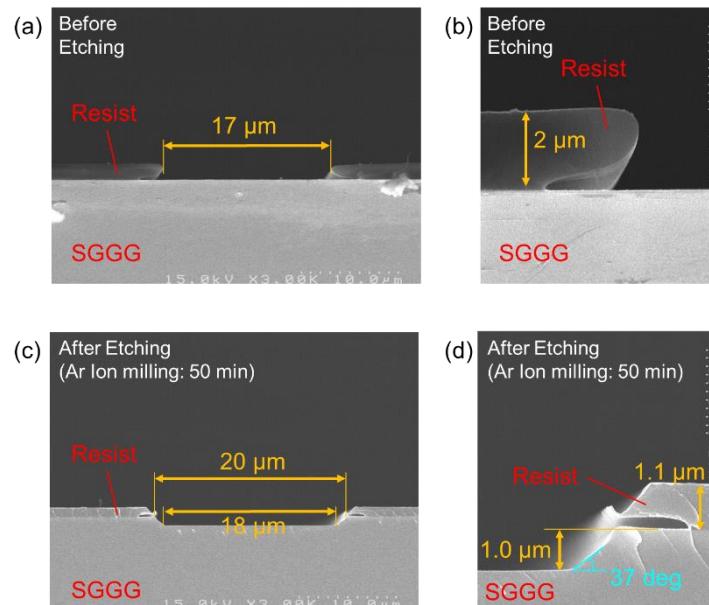 (a)
Before
Etching
Resist
17 μm
SGGG
15.0kV X3.00K 10.0μm
(b)
Before
Etching
Resist
2 μm
SGGG
(c)
After Etching
(Ar Ion milling: 50 min)
Resist
20 μm
18 μm
SGGG
(d)
After Etching
(Ar Ion milling: 50 min)
Resist
1.1 μm
1.0 μm
37 deg
SGGG